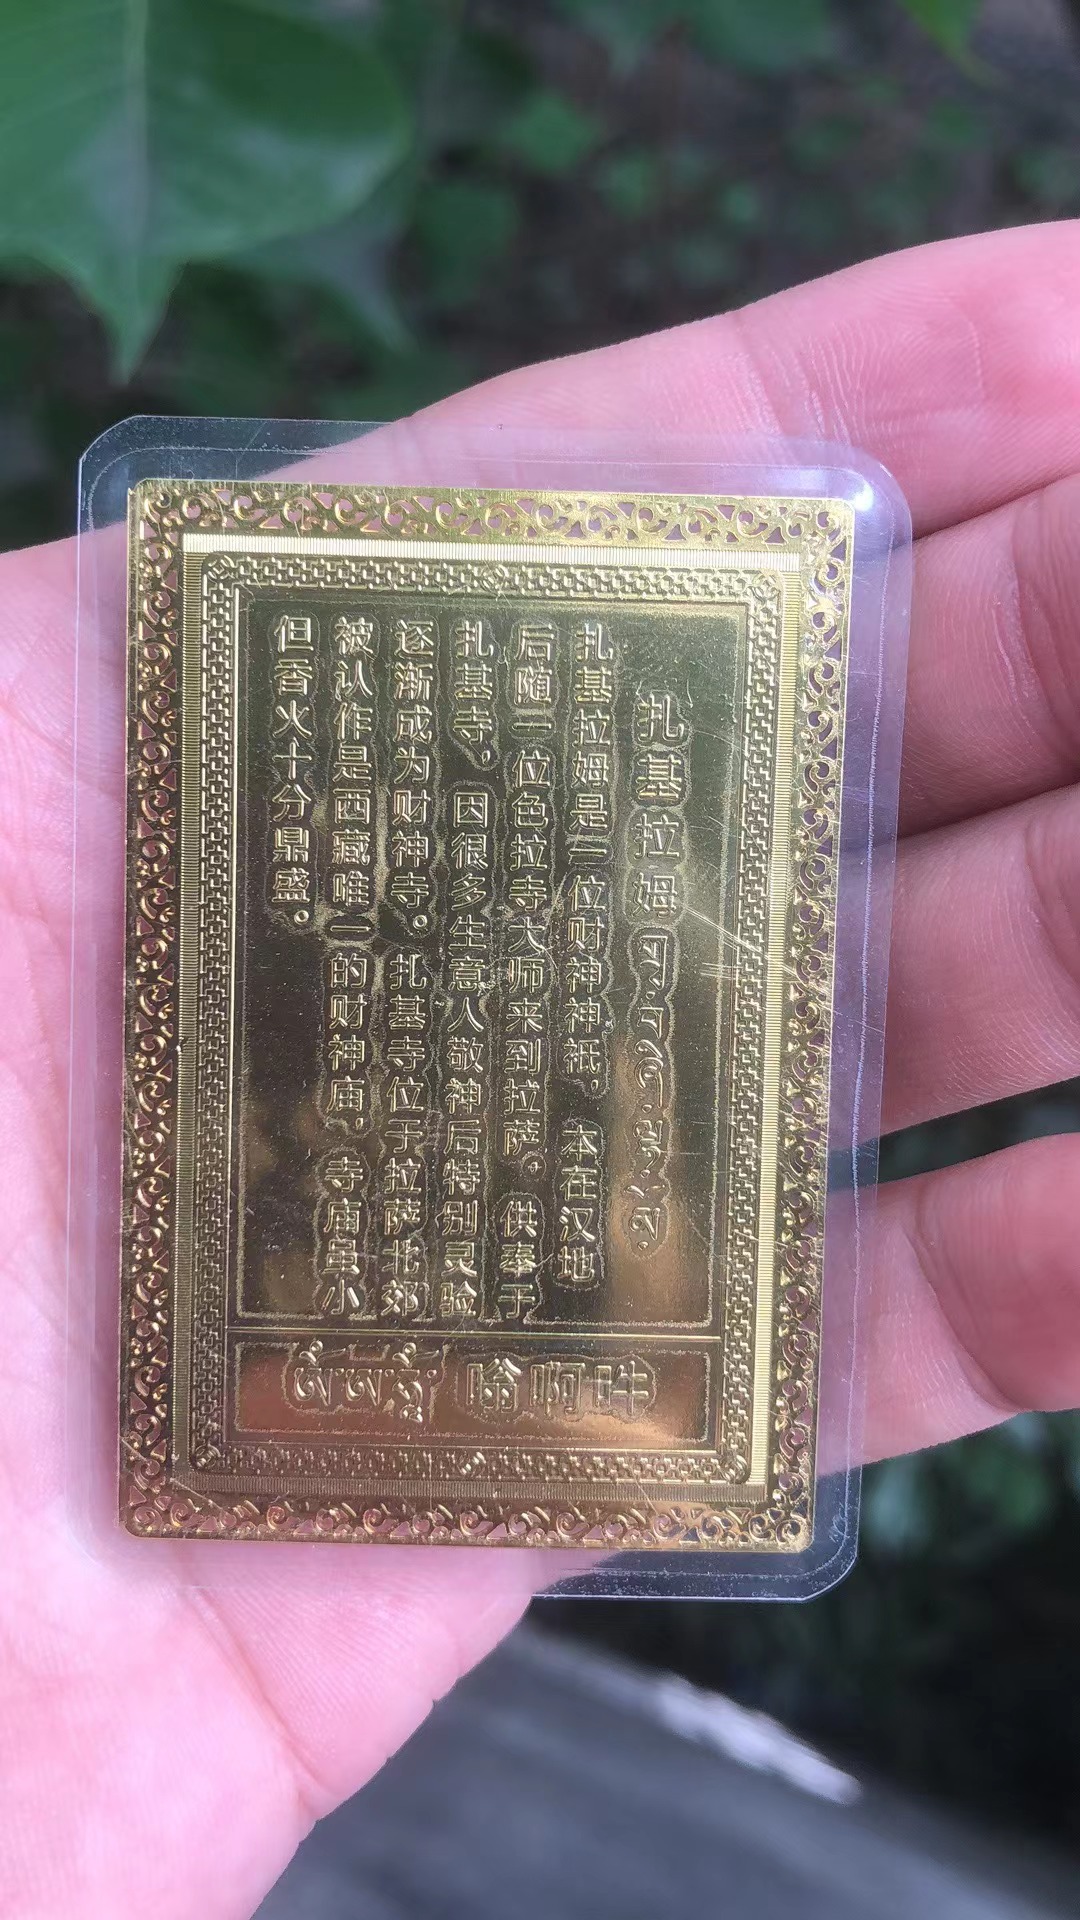 扎基拉姆
扎基拉姆是一位财神神祇，本在汉地
后随一位色拉寺大师来到拉萨。供奉于
扎基寺。因很多生意人敬神后特别灵验
逐渐成为财神寺。扎基寺位于拉萨北郊
被认作是西藏唯一的财神庙，寺庙虽小
但香火十分鼎盛。
ༀ ཨཱཿ ཧཱུྃ 嗡啊吽